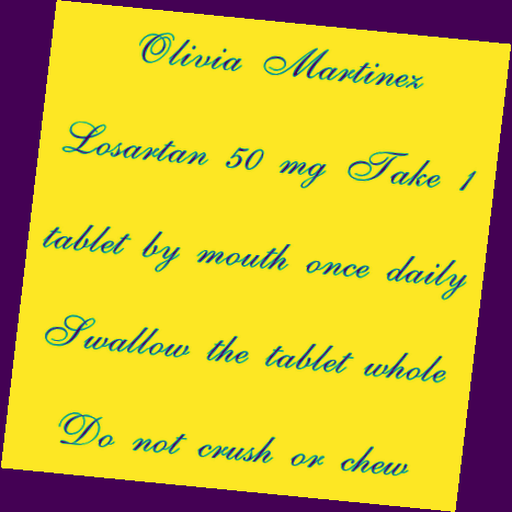 Olivia Martinez
Losartan 50 mg Take 1
tablet by mouth once daily
Swallow the tablet whole
Do not crush or chew